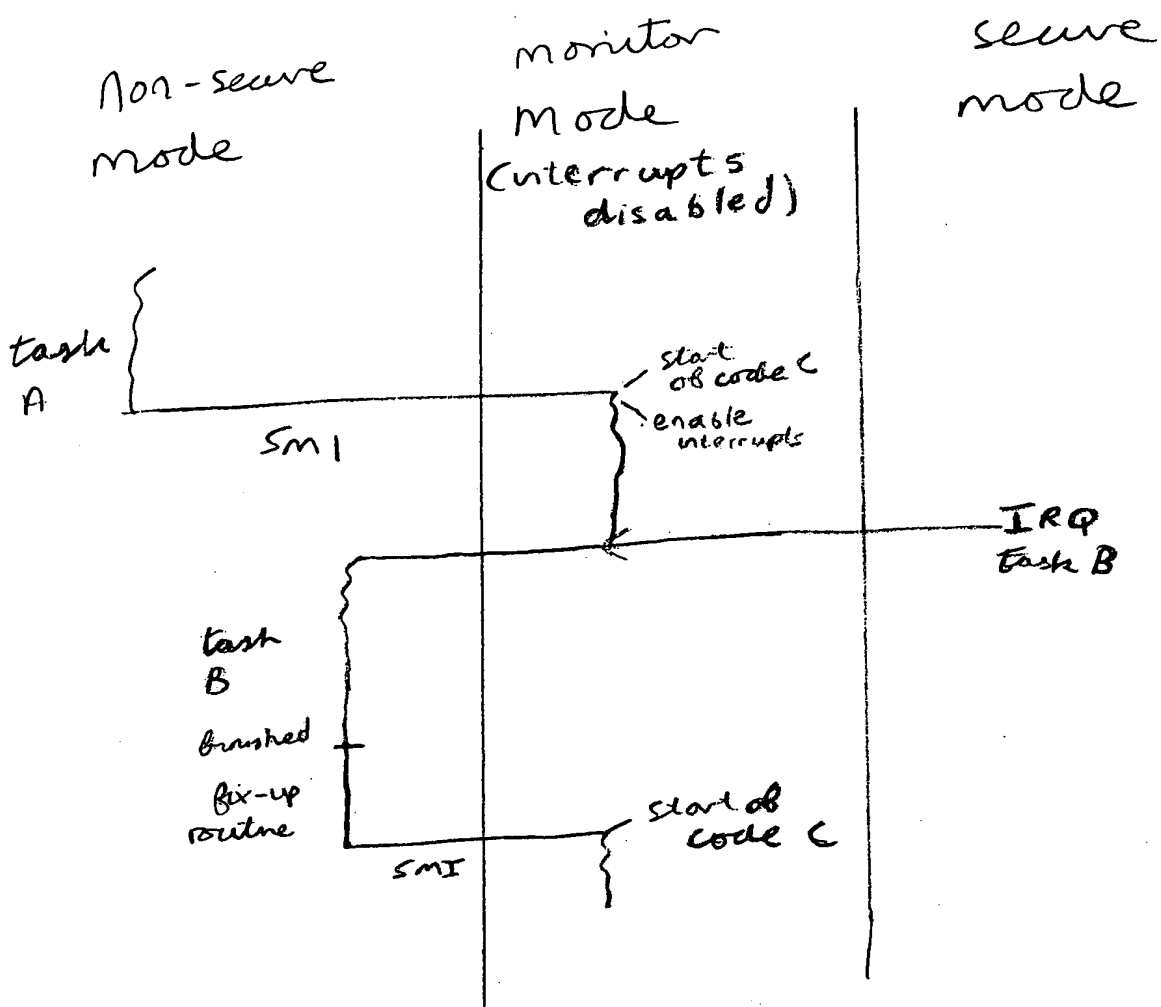 non-secure
mode
monitor
mode
(interrupts
disabled)
secure
mode
task
A
SMI
start
of code C
enable
interrupts
IRQ
task B
task
B
finished
fix-up
routine
SMI
start of
code C